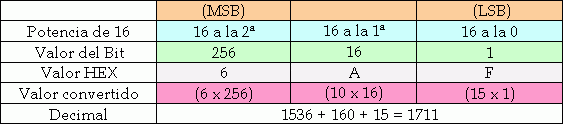 (MSB) (LSB)
Potencia de 16 16 a la 2ª 16 a la 1ª 16 a la 0
Valor del Bit 256 16 1
Valor HEX 6 A F
Valor convertido (6 x 256) (10 x 16) (15 x 1)
Decimal 1536 + 160 + 15 = 1711